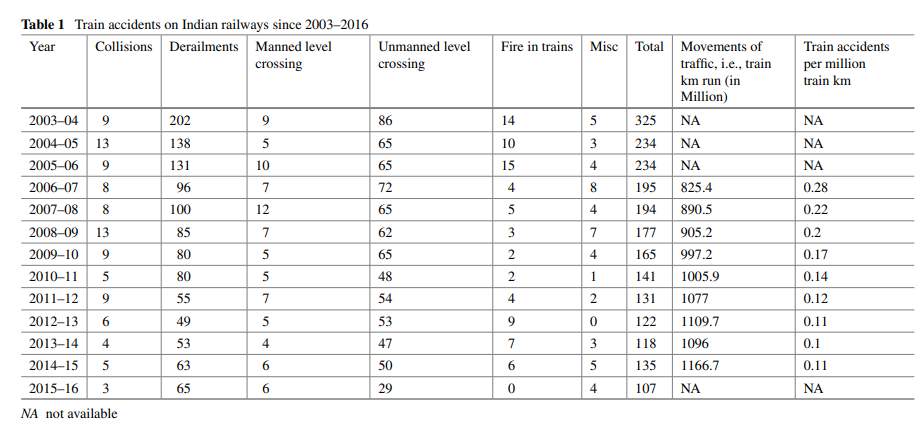 Table 1 Train accidents on Indian railways since 2003–2016
Year Collisions Derailments Manned level crossing Unmanned level crossing Fire in trains Misc Total Movements of traffic, i.e., train km run (in Million) Train accidents per million train km
2003–04 9 202 9 86 14 5 325 NA NA
2004–05 13 138 5 65 10 3 234 NA NA
2005–06 9 131 10 65 15 4 234 NA NA
2006–07 8 96 7 72 4 8 195 825.4 0.28
2007–08 8 100 12 65 5 4 194 890.5 0.22
2008–09 13 85 7 62 3 7 177 905.2 0.2
2009–10 9 80 5 65 2 4 165 997.2 0.17
2010–11 5 80 5 48 2 1 141 1005.9 0.14
2011–12 9 55 7 54 4 2 131 1077 0.12
2012–13 6 49 5 53 9 0 122 1109.7 0.11
2013–14 4 53 4 47 7 3 118 1096 0.1
2014–15 5 63 6 50 6 5 135 1166.7 0.11
2015–16 3 65 6 29 0 4 107 NA NA
NA not available